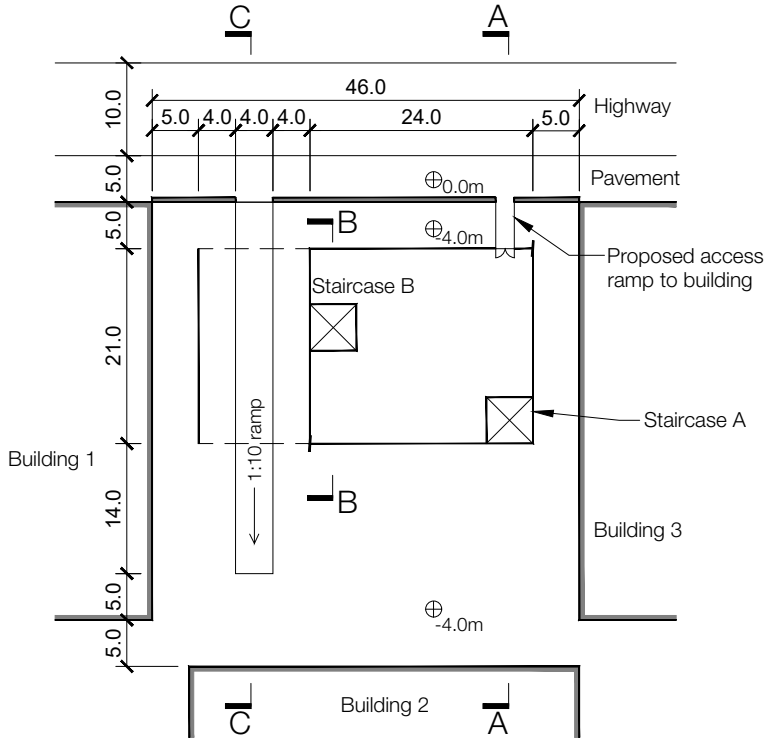 C
A
46.0
10.0
Highway
5.0
4.0
4.0
4.0
24.0
5.0
5.0
0.0m
Pavement
5.0
B
-4.0m
Proposed access
ramp to building
Staircase B
21.0
Staircase A
1:10 ramp
Building 1
B
14.0
Building 3
5.0
-4.0m
5.0
C
Building 2
A